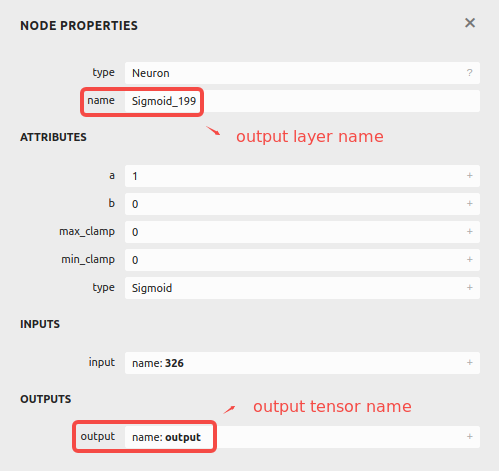 NODE PROPERTIES ×
type Neuron ?
name Sigmoid_199
output layer name
ATTRIBUTES
a 1 +
b 0 +
max_clamp 0 +
min_clamp 0 +
type Sigmoid +
INPUTS
input name: 326 +
OUTPUTS
output tensor name
output name: output +